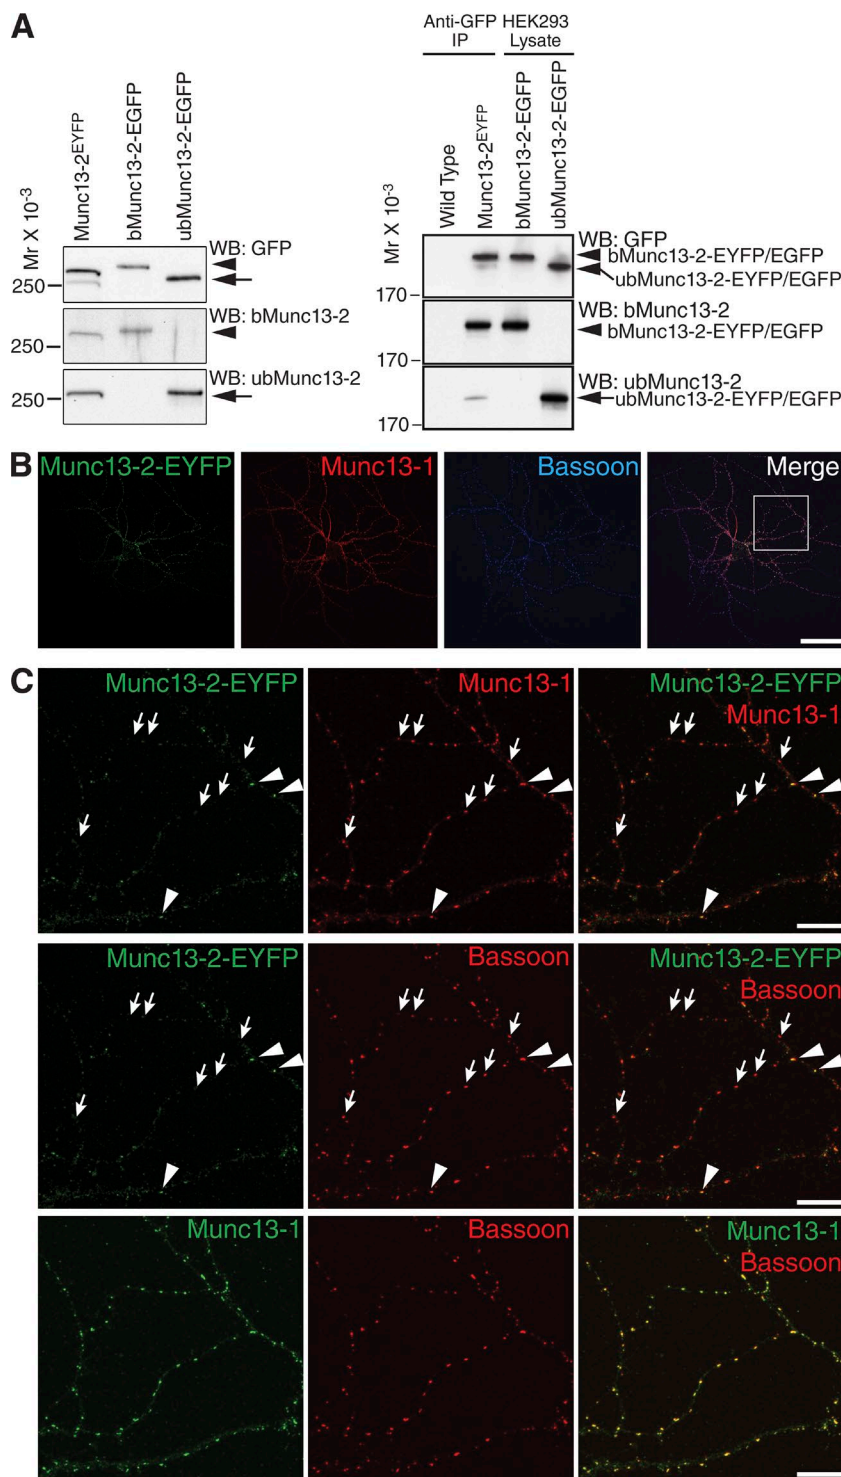 A
Mr X 10-3
Munc13-2EYFP
bMunc13-2-EGFP
ubMunc13-2-EGFP
WB: GFP
250
WB: bMunc13-2
250
WB: ubMunc13-2
250
Anti-GFP HEK293
IP Lysate
Mr X 10-3
Wild Type
Munc13-2EYFP
bMunc13-2-EGFP
ubMunc13-2-EGFP
WB: GFP
bMunc13-2-EYFP/EGFP
ubMunc13-2-EYFP/EGFP
170
WB: bMunc13-2
bMunc13-2-EYFP/EGFP
170
WB: ubMunc13-2
ubMunc13-2-EYFP/EGFP
170
B
Munc13-2-EYFP
Munc13-1
Bassoon
Merge
C
Munc13-2-EYFP
Munc13-1
Munc13-2-EYFP
Munc13-1
Munc13-2-EYFP
Bassoon
Munc13-2-EYFP
Bassoon
Munc13-1
Bassoon
Munc13-1
Bassoon